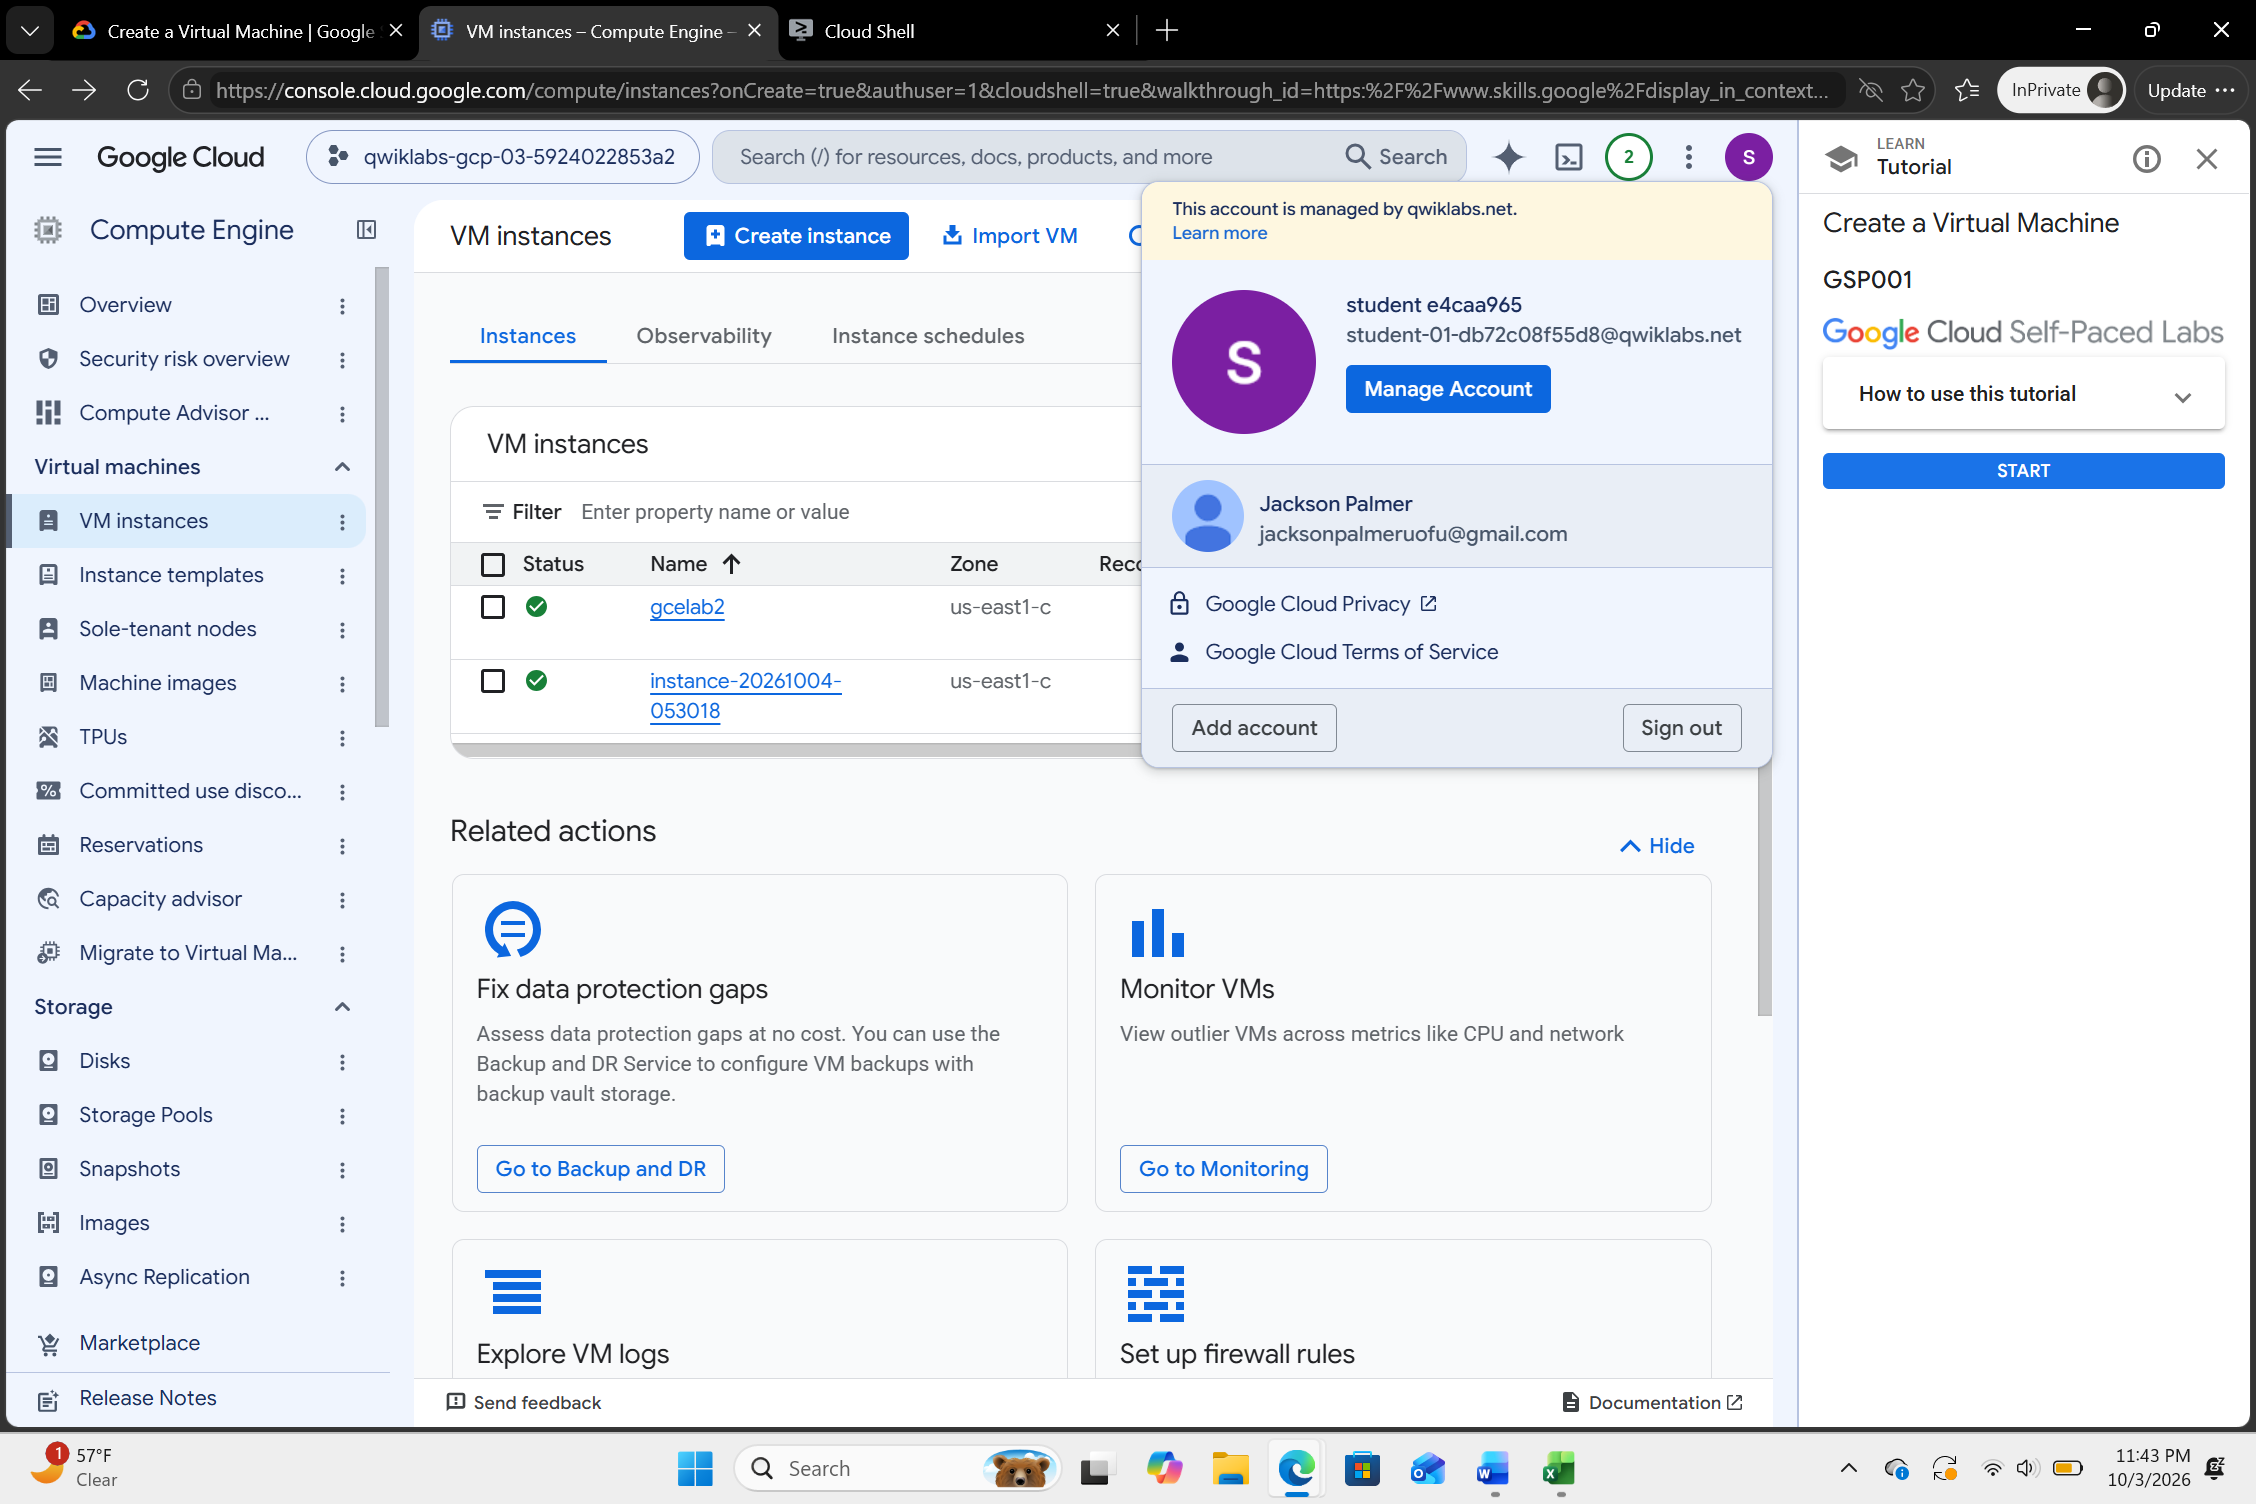 Create a Virtual Machine | Google
VM instances – Compute Engine –
Cloud Shell
https://console.cloud.google.com/compute/instances?onCreate=true&authuser=1&cloudshell=true&walkthrough_id=https:%2F%2Fwww.skills.google%2Fdisplay_in_context...
InPrivate
Update
Google Cloud
qwiklabs-gcp-03-5924022853a2
Search (/) for resources, docs, products, and more
Search
2
S
Compute Engine
Overview
Security risk overview
Compute Advisor ...
Virtual machines
VM instances
Instance templates
Sole-tenant nodes
Machine images
TPUs
Committed use disco...
Reservations
Capacity advisor
Migrate to Virtual Ma...
Storage
Disks
Storage Pools
Snapshots
Images
Async Replication
Marketplace
Release Notes
VM instances
Create instance
Import VM
Instances
Observability
Instance schedules
VM instances
Filter
Enter property name or value
Status
Name
Zone
gcelab2
us-east1-c
instance-20261004-
053018
us-east1-c
Related actions
Hide
Fix data protection gaps
Assess data protection gaps at no cost. You can use the
Backup and DR Service to configure VM backups with
backup vault storage.
Go to Backup and DR
Monitor VMs
View outlier VMs across metrics like CPU and network
Go to Monitoring
Explore VM logs
Set up firewall rules
Send feedback
Documentation
This account is managed by qwiklabs.net.
Learn more
S
student e4caa965
student-01-db72c08f55d8@qwiklabs.net
Manage Account
Jackson Palmer
jacksonpalmeruofu@gmail.com
Google Cloud Privacy
Google Cloud Terms of Service
Add account
Sign out
LEARN
Tutorial
Create a Virtual Machine
GSP001
Google Cloud Self-Paced Labs
How to use this tutorial
START
1
57°F
Clear
Search
11:43 PM
10/3/2026